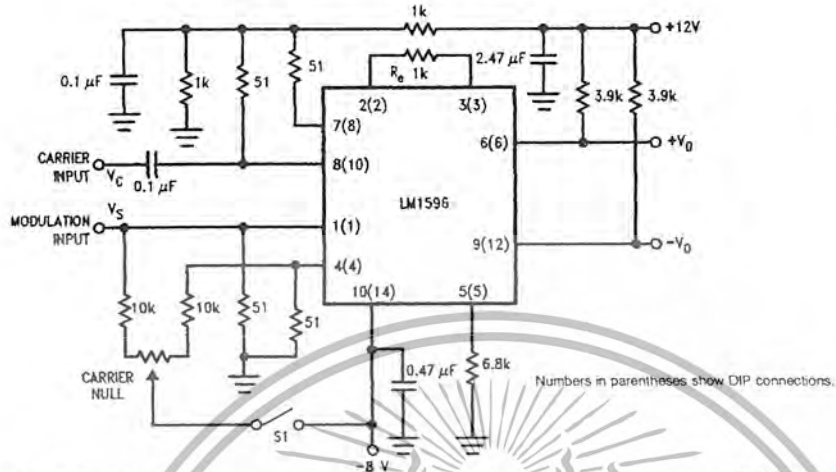 1k
+12V
0.1 µF
1k
51
51
Re 1k
2.47 µF
3.9k
3.9k
2(2)
3(3)
7(8)
6(6)
+VO
CARRIER
INPUT
VC
0.1 µF
8(10)
LM1596
MODULATION
INPUT
VS
1(1)
9(12)
-VO
4(4)
10(14)
5(5)
10k
10k
51
51
CARRIER
NULL
0.47 µF
6.8k
Numbers in parentheses show DIP connections.
S1
-8 V